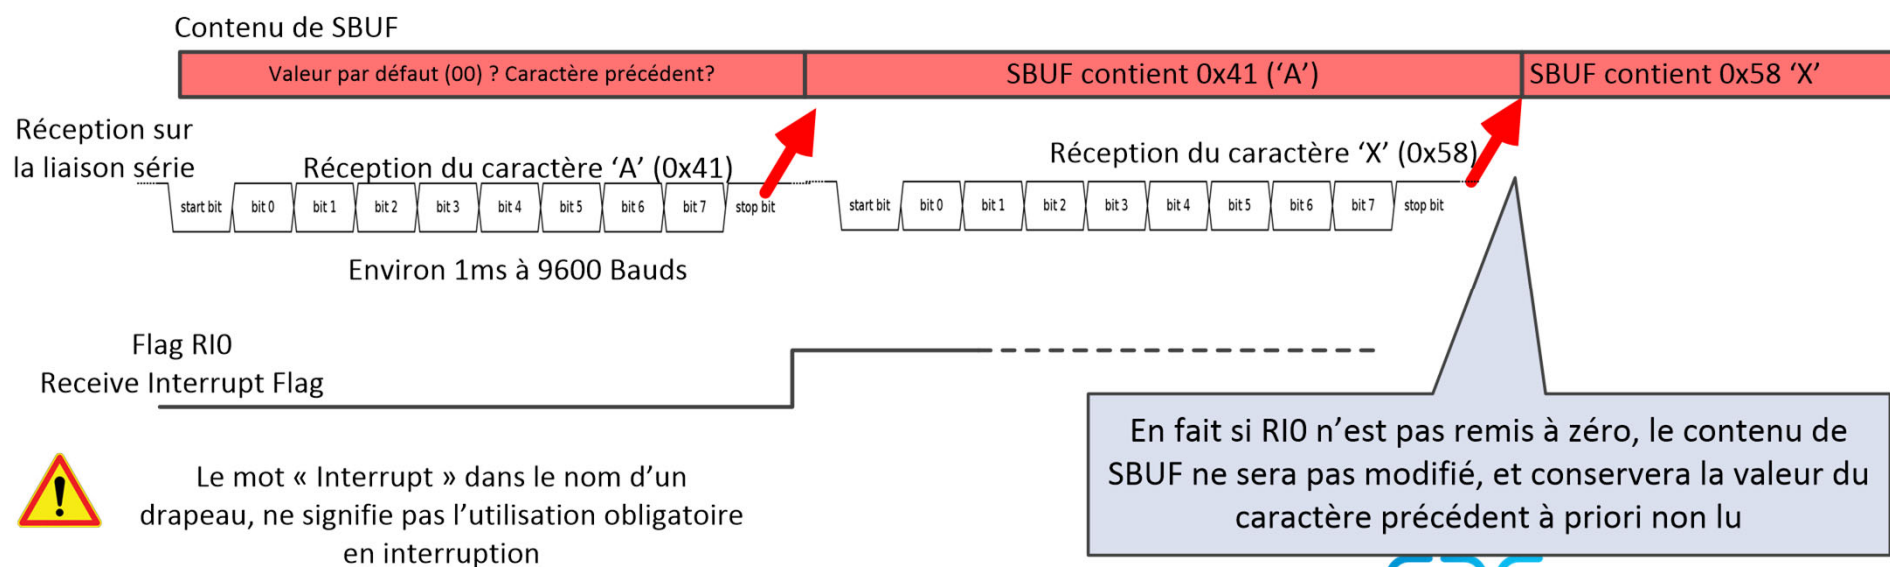 Contenu de SBUF
Valeur par défaut (00) ? Caractère précédent?
SBUF contient 0x41 (‘A’)
SBUF contient 0x58 ‘X’
Réception sur
la liaison série
Réception du caractère ‘A’ (0x41)
Réception du caractère ‘X’ (0x58)
start bit bit 0 bit 1 bit 2 bit 3 bit 4 bit 5 bit 6 bit 7 stop bit
start bit bit 0 bit 1 bit 2 bit 3 bit 4 bit 5 bit 6 bit 7 stop bit
Environ 1ms à 9600 Bauds
Flag RI0
Receive Interrupt Flag
Le mot « Interrupt » dans le nom d’un
drapeau, ne signifie pas l’utilisation obligatoire
en interruption
En fait si RI0 n’est pas remis à zéro, le contenu de
SBUF ne sera pas modifié, et conservera la valeur du
caractère précédent à priori non lu